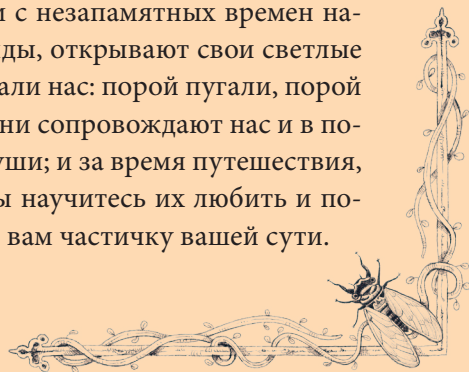 и с незапамятных времен на-
ды, открывают свои светлые
али нас: порой пугали, порой
ни сопровождают нас и в по-
уши; и за время путешествия,
ы научитесь их любить и по-
вам частичку вашей сути.